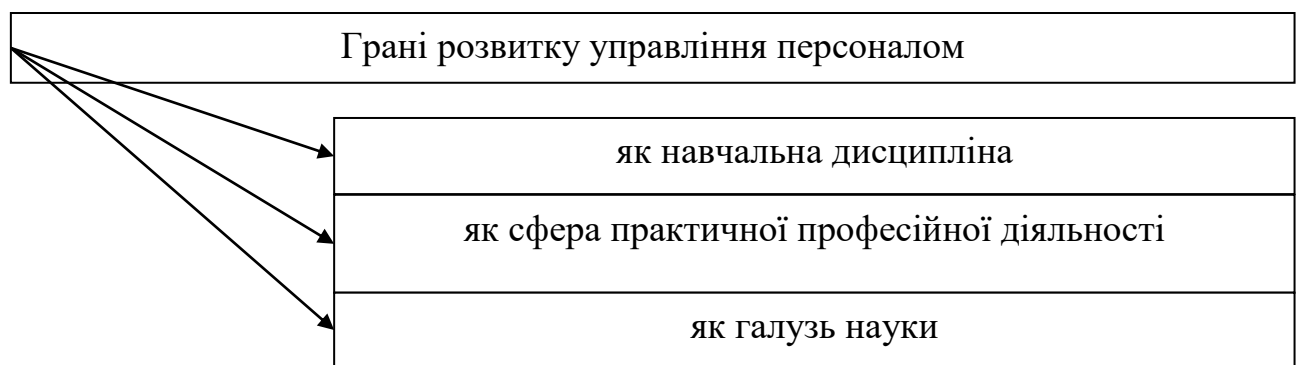 Грані розвитку управління персоналом
як навчальна дисципліна
як сфера практичної професійної діяльності
як галузь науки